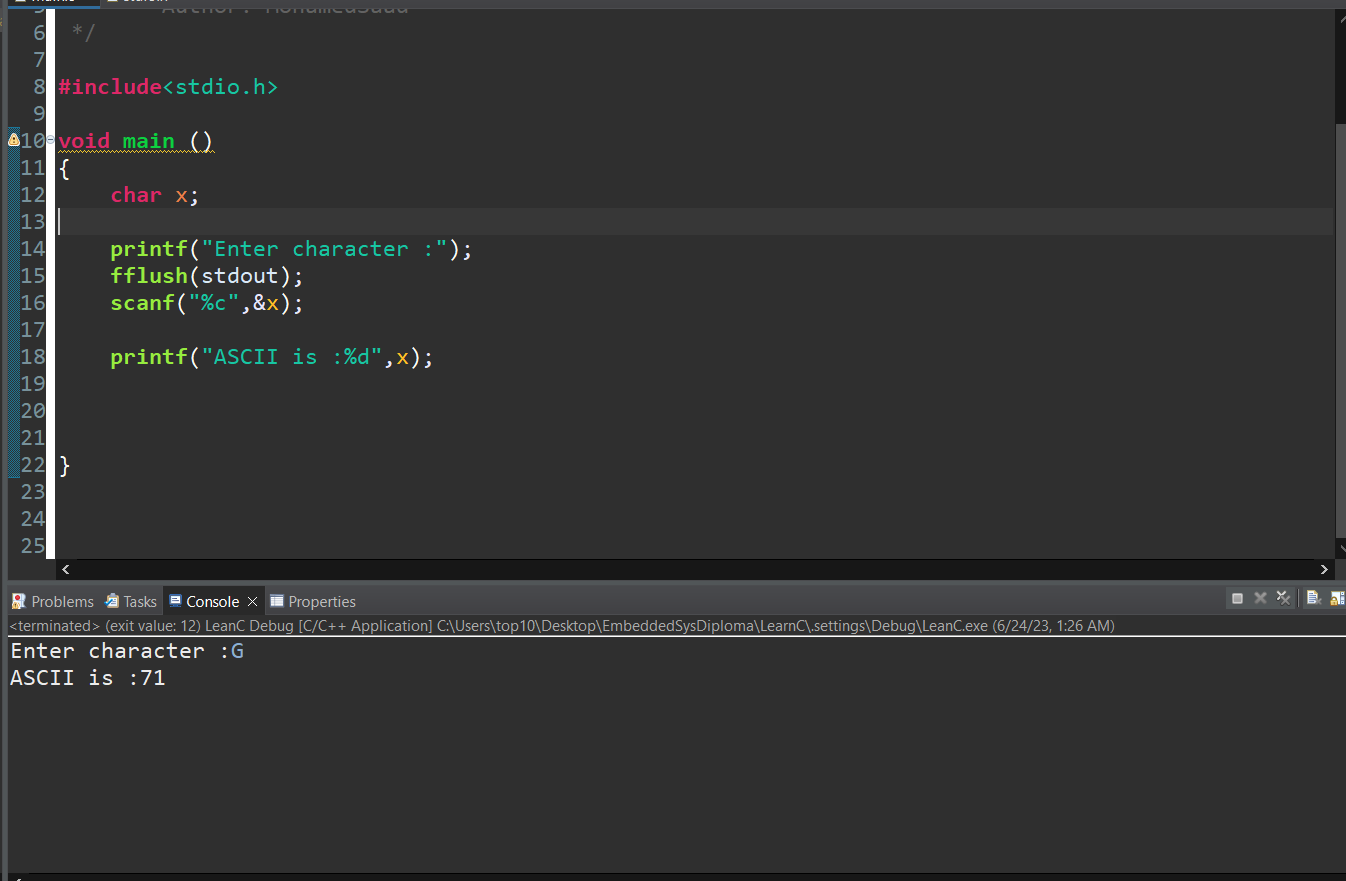 6 */
7
8 #include<stdio.h>
9
10 void main ()
11 {
12 char x;
13
14 printf("Enter character :");
15 fflush(stdout);
16 scanf("%c",&x);
17
18 printf("ASCII is :%d",x);
19
20
21
22 }
23
24
25
Problems Tasks Console Properties
<terminated> (exit value: 12) LeanC Debug [C/C++ Application] C:\Users\top10\Desktop\EmbeddedSysDiploma\LearnC\.settings\Debug\LeanC.exe (6/24/23, 1:26 AM)
Enter character :G
ASCII is :71